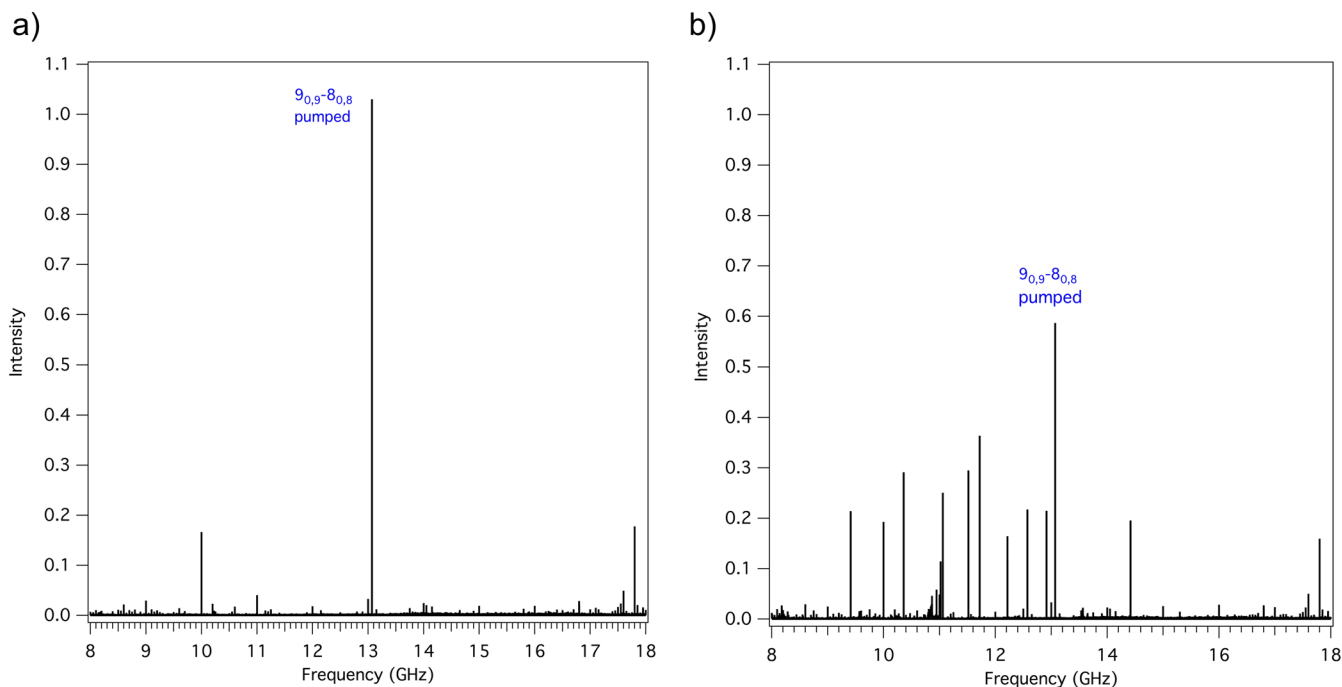 a)
1.1
1.0
0.9
0.8
0.7
0.6
0.5
0.4
0.3
0.2
0.1
0.0
Intensity
9₀,₉-8₀,₈
pumped
8 9 10 11 12 13 14 15 16 17 18
Frequency (GHz)
b)
1.1
1.0
0.9
0.8
0.7
0.6
0.5
0.4
0.3
0.2
0.1
0.0
Intensity
9₀,₉-8₀,₈
pumped
8 10 12 14 16 18
Frequency (GHz)